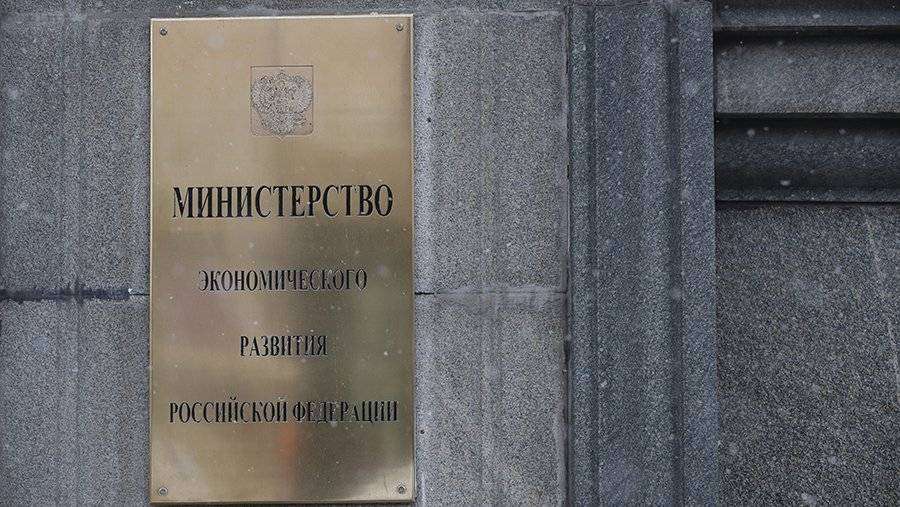 МИНИСТЕРСТВО
ЭКОНОМИЧЕСКОГО
РАЗВИТИЯ
РОССИЙСКОЙ ФЕДЕРАЦИИ